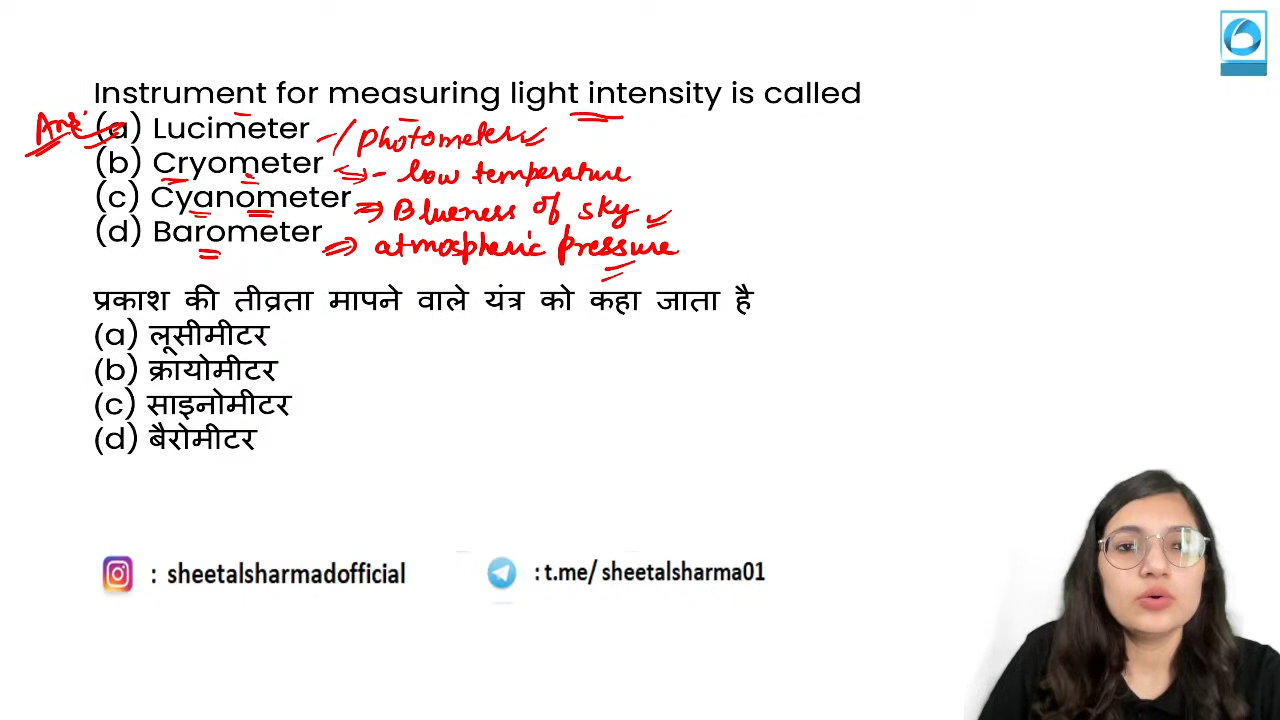 Instrument for measuring light intensity is called
Ans: (a) Lucimeter - / Photometer
(b) Cryometer - low temperature
(c) Cyanometer ⇒ Blueness of sky
(d) Barometer ⇒ atmospheric pressure
प्रकाश की तीव्रता मापने वाले यंत्र को कहा जाता है
(a) लूसीमीटर
(b) क्रायोमीटर
(c) साइनोमीटर
(d) बैरोमीटर
: sheetalsharmadofficial
: t.me/ sheetalsharma01